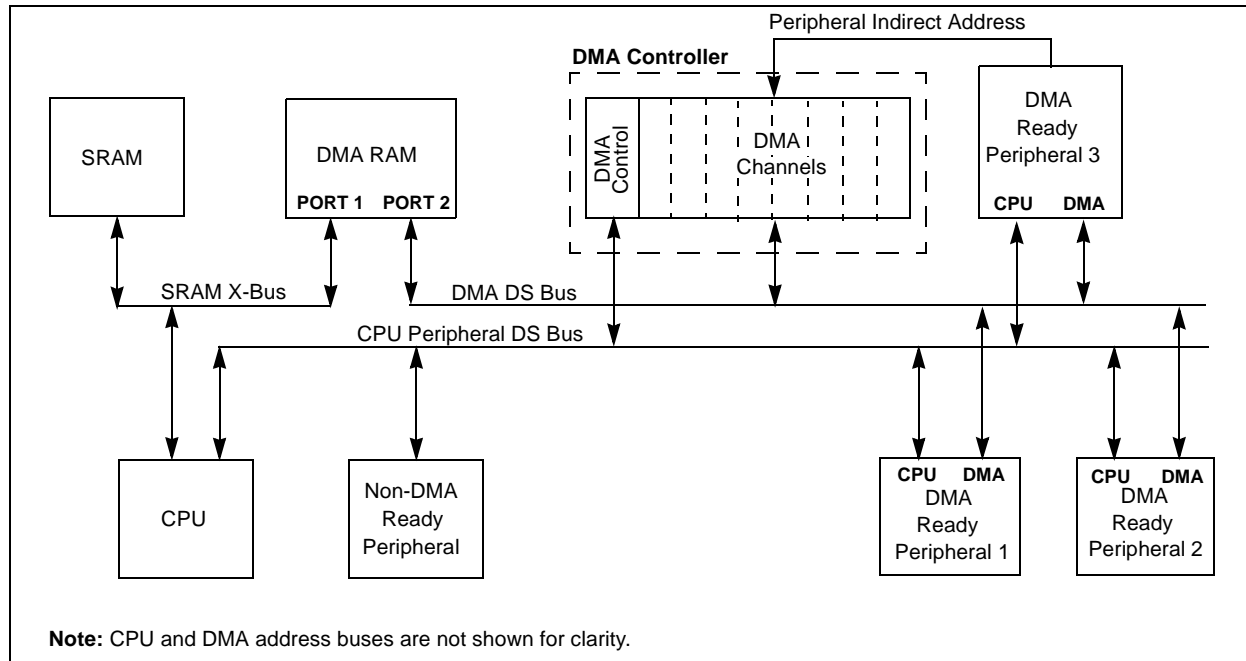 Peripheral Indirect Address
DMA Controller
SRAM
DMA RAM
PORT 1 PORT 2
DMA
Control
DMA
Channels
DMA
Ready
Peripheral 3
CPU DMA
SRAM X-Bus
DMA DS Bus
CPU Peripheral DS Bus
CPU
Non-DMA
Ready
Peripheral
CPU DMA
DMA
Ready
Peripheral 1
CPU DMA
DMA
Ready
Peripheral 2
Note: CPU and DMA address buses are not shown for clarity.